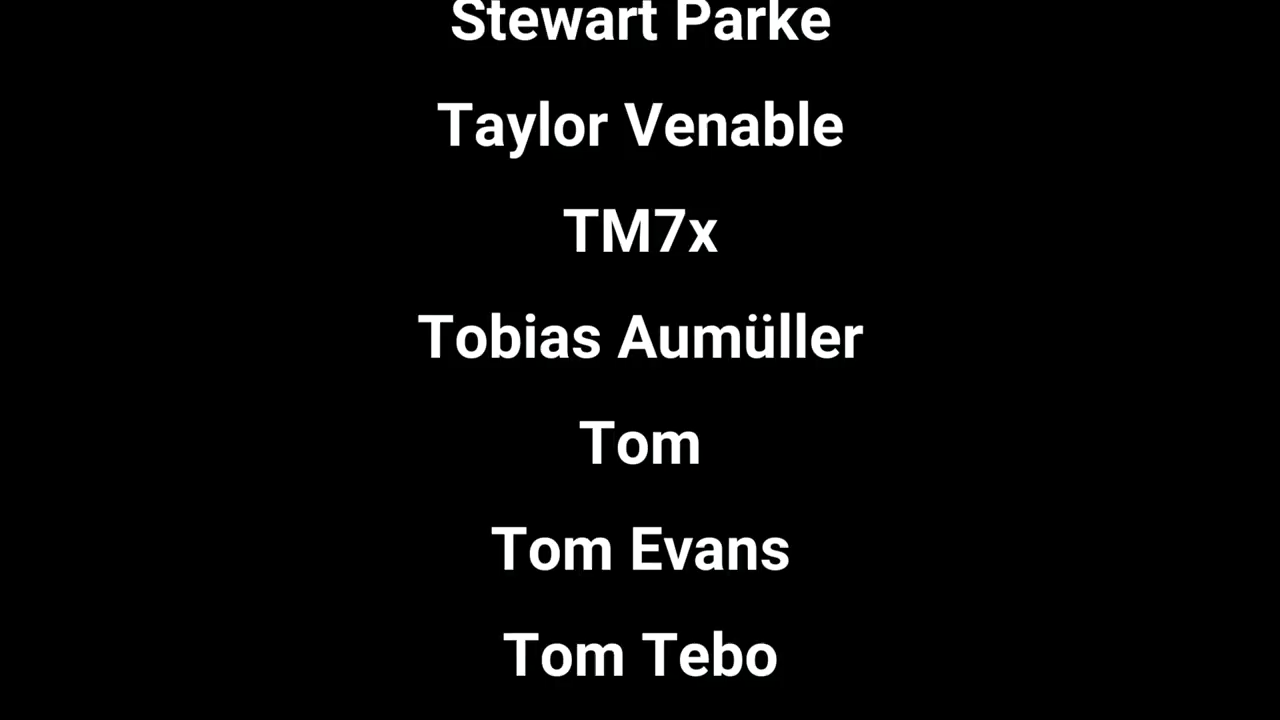 Stewart Parke
Taylor Venable
TM7x
Tobias Aumüller
Tom
Tom Evans
Tom Tebo